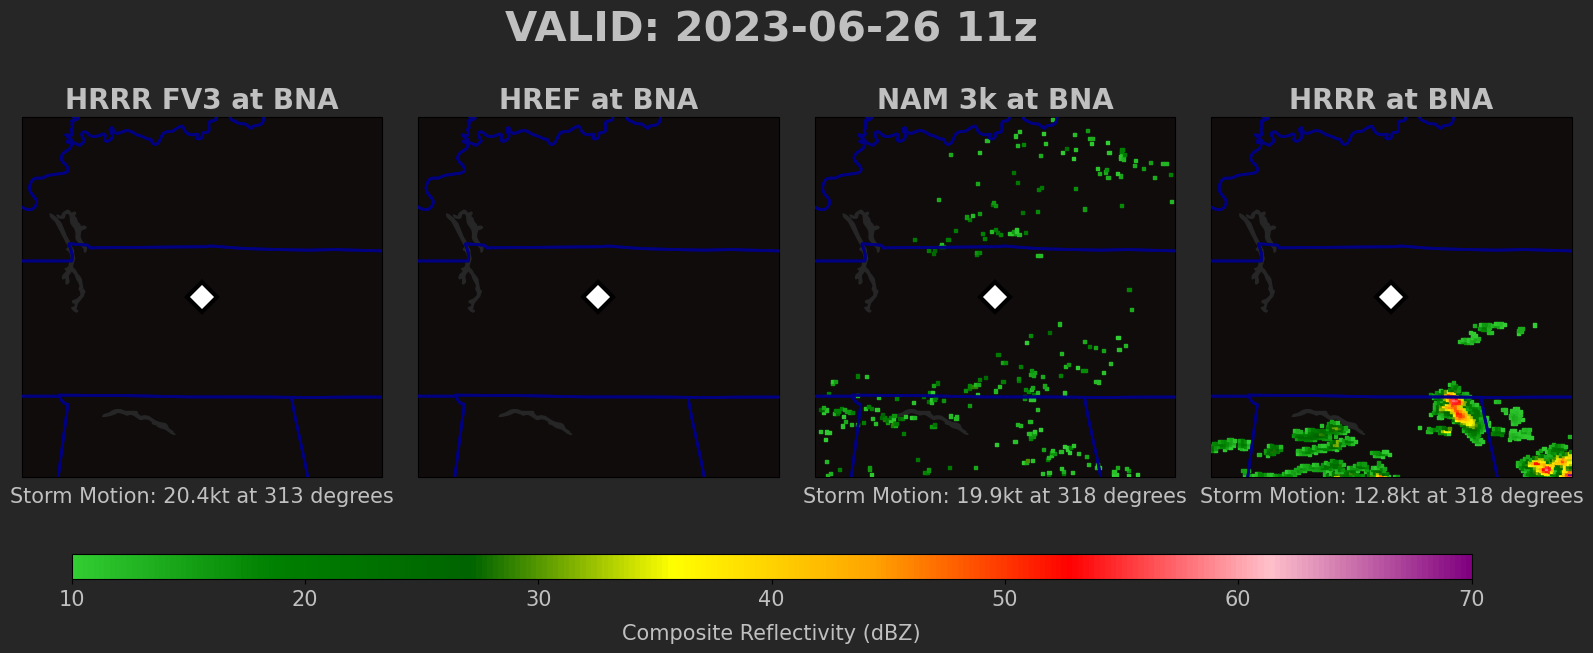 VALID: 2023-06-26 11z
HRRR FV3 at BNA
HREF at BNA
NAM 3k at BNA
HRRR at BNA
Storm Motion: 20.4kt at 313 degrees
Storm Motion: 19.9kt at 318 degrees
Storm Motion: 12.8kt at 318 degrees
10 20 30 40 50 60 70
Composite Reflectivity (dBZ)